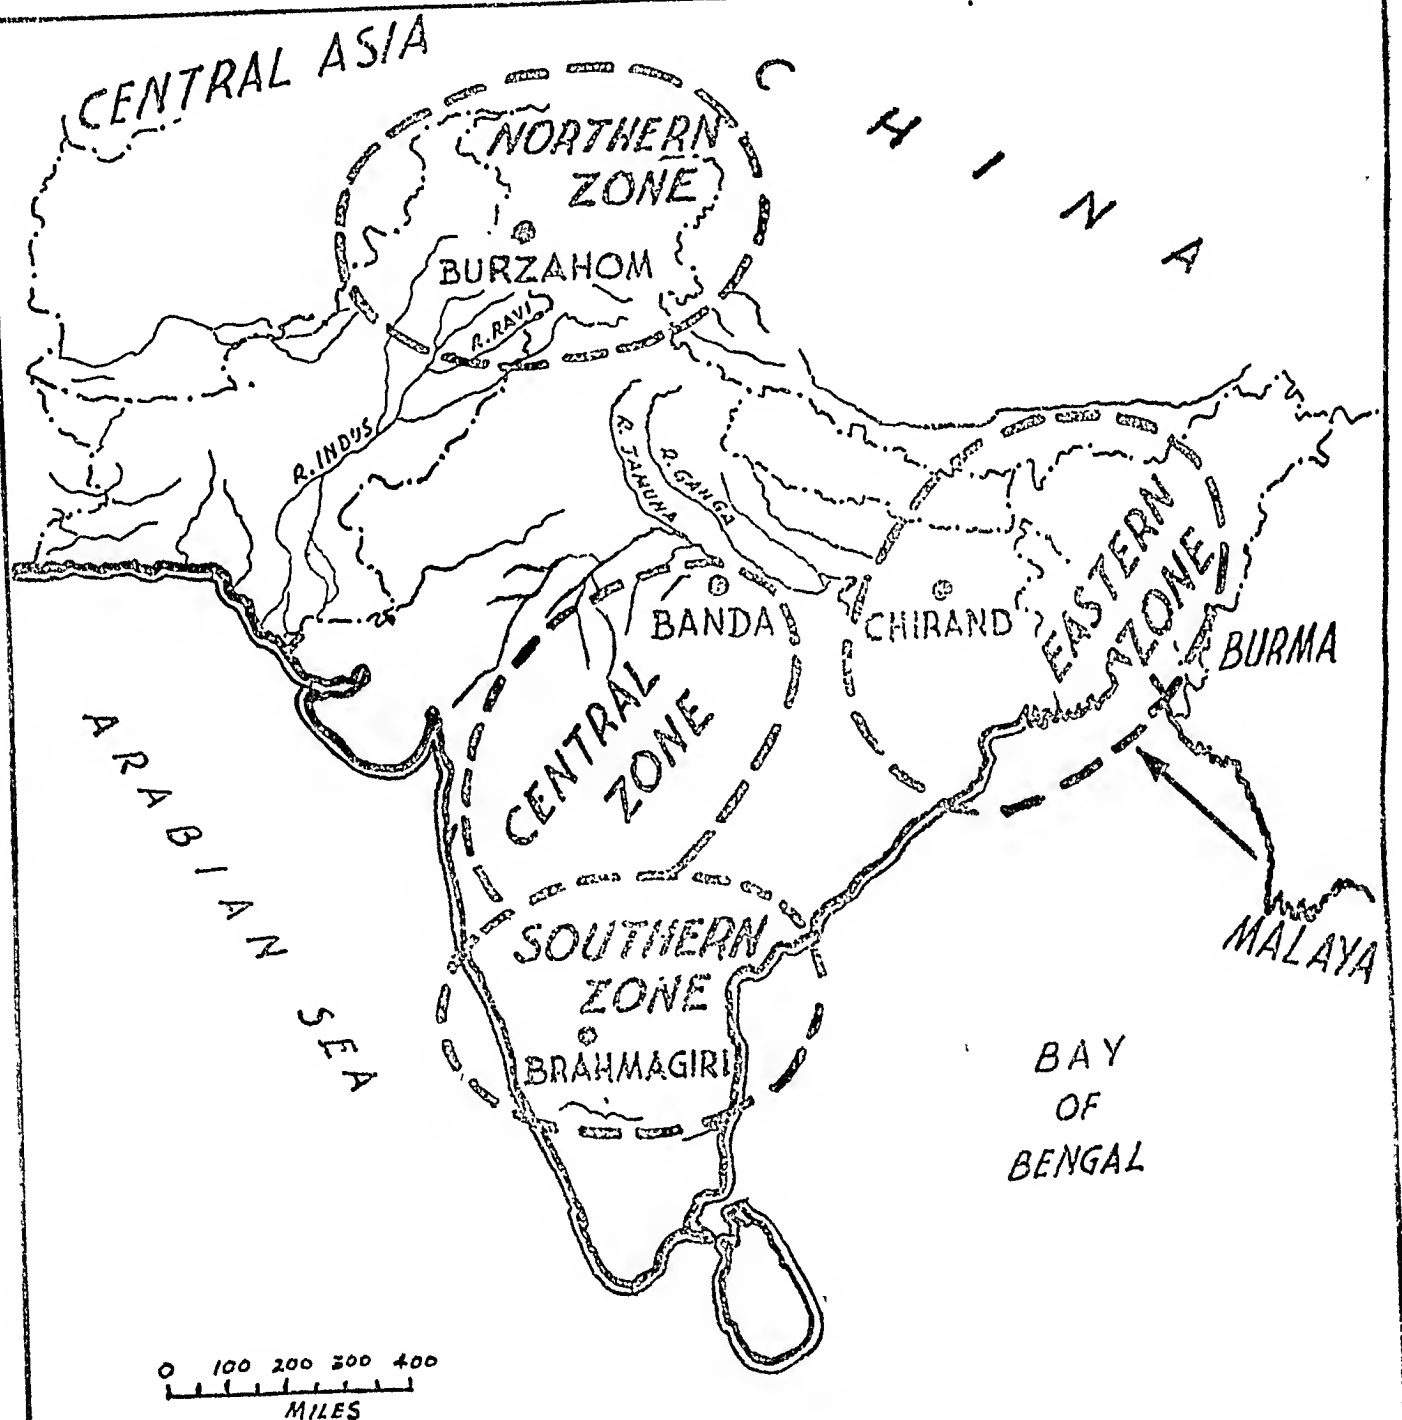 CENTRAL ASIA
CHINA
NORTHERN
ZONE
BURZAHOM
R. RAVI
R. INDUS
R. JAMUNA
R. GANGA
EASTERN
ZONE
BANDA
CHIRAND
BURMA
CENTRAL
ZONE
ARABIAN SEA
SOUTHERN
ZONE
MALAYA
BRAHMAGIRI
BAY
OF
BENGAL
0 100 200 300 400
MILES